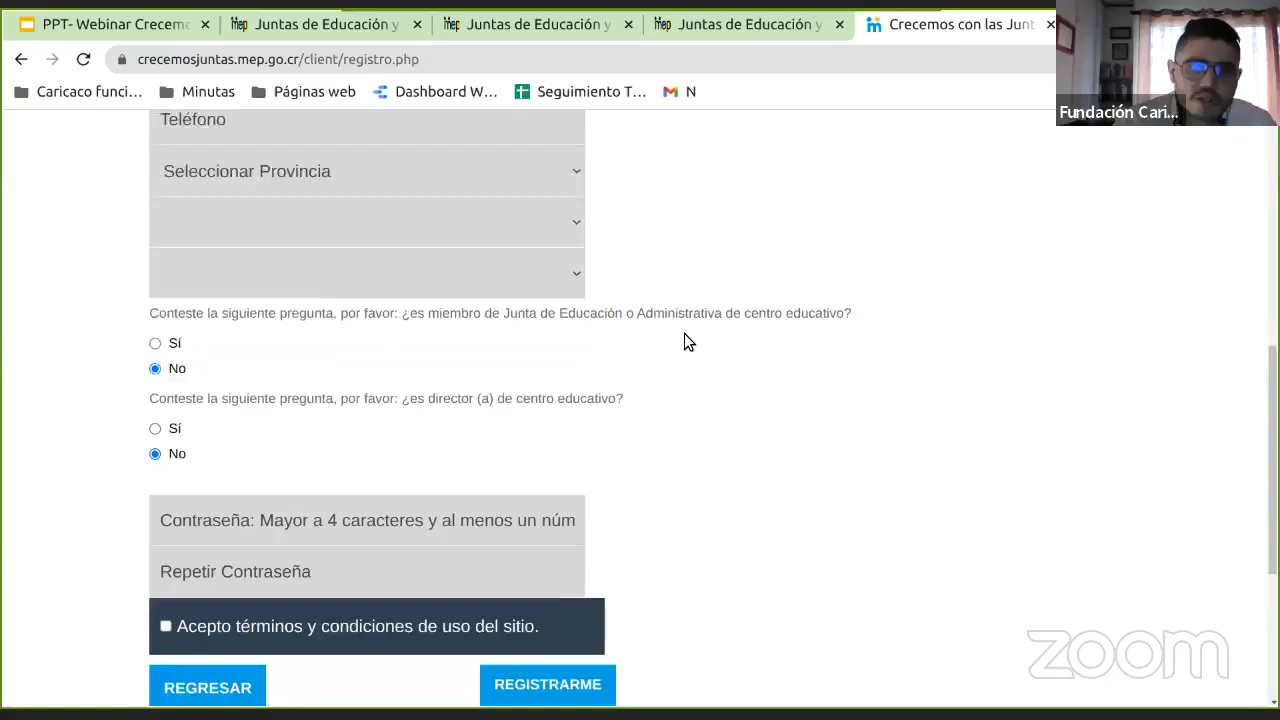 PPT- Webinar Crecemo
mep Juntas de Educación y
mep Juntas de Educación y
mep Juntas de Educación y
Crecemos con las Junt
crecemosjuntas.mep.go.cr/client/registro.php
Caricaco funci...
Minutas
Páginas web
Dashboard W...
Seguimiento T...
N
Fundación Cari...
Teléfono
Seleccionar Provincia
Conteste la siguiente pregunta, por favor: ¿es miembro de Junta de Educación o Administrativa de centro educativo?
Sí
No
Conteste la siguiente pregunta, por favor: ¿es director (a) de centro educativo?
Sí
No
Contraseña: Mayor a 4 caracteres y al menos un núm
Repetir Contraseña
Acepto términos y condiciones de uso del sitio.
REGRESAR
REGISTRARME
zoom